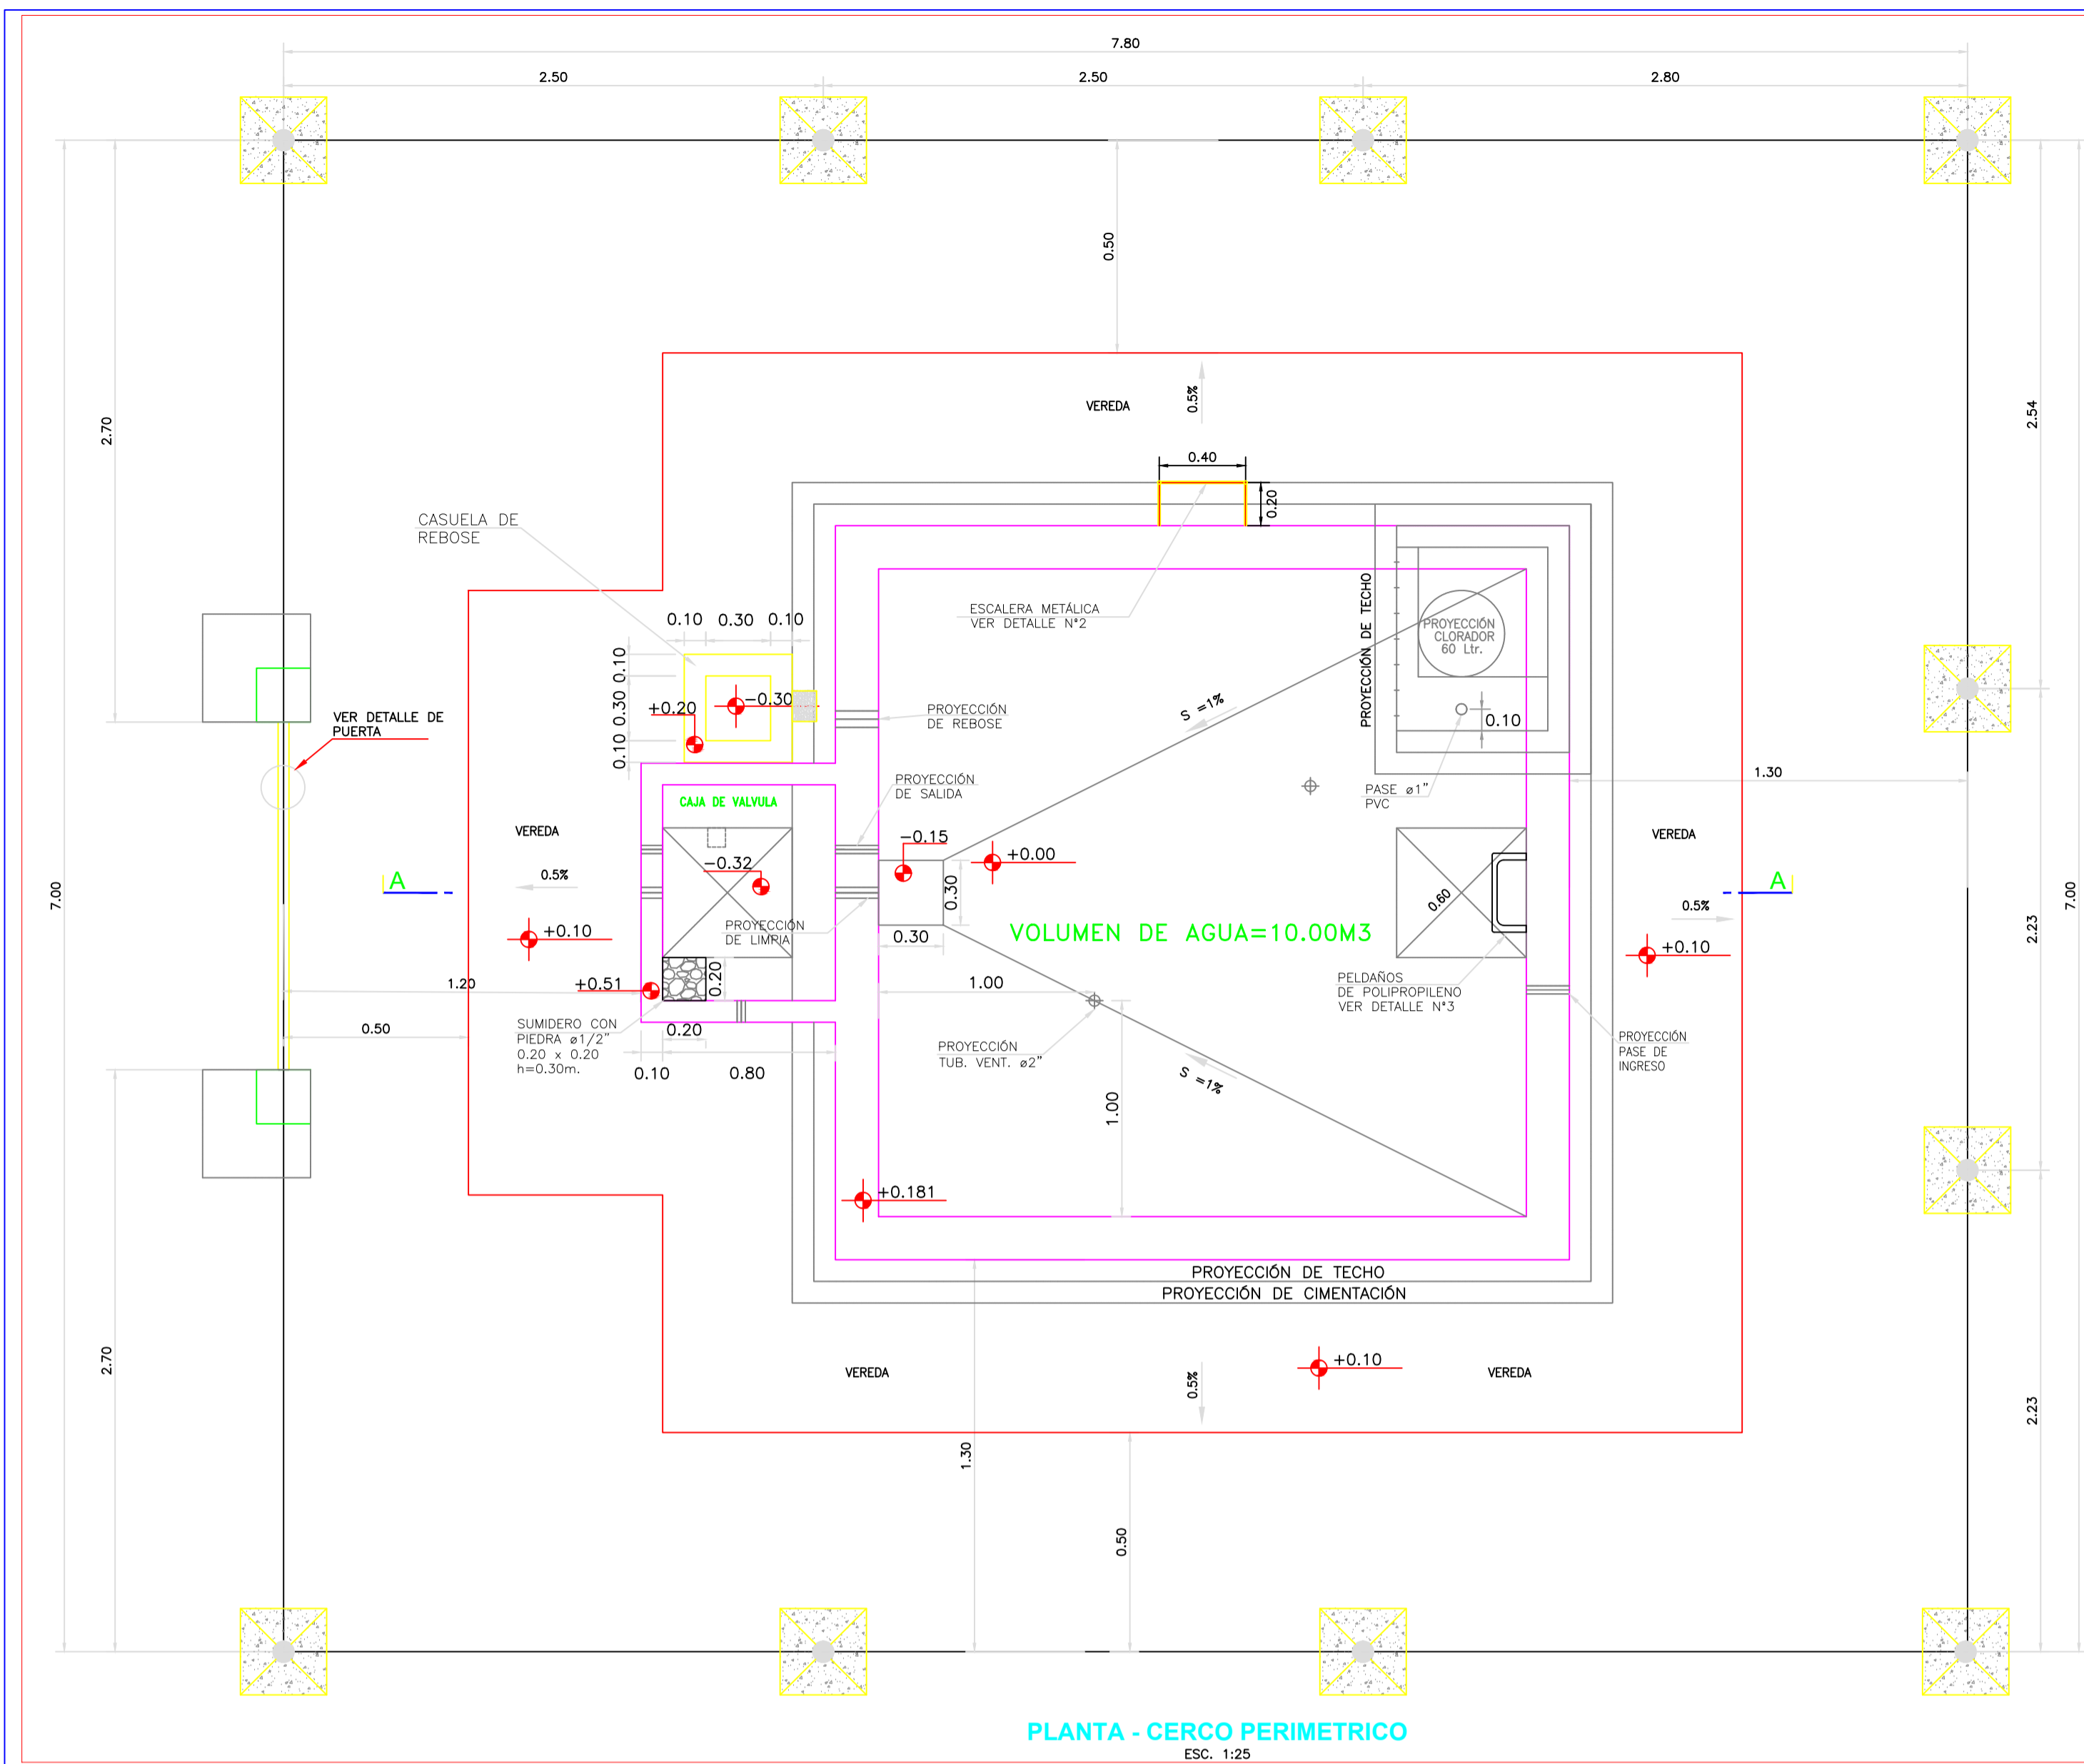 7.80
2.50
2.50
2.80
0.50
2.70
2.54
VEREDA
0.5%
0.40
0.20
CASUELA DE
REBOSE
ESCALERA METÁLICA
VER DETALLE N°2
PROYECCIÓN DE TECHO
PROYECCIÓN
CLORADOR
60 Ltr.
0.10
0.30
0.10
0.10
0.30
0.10
+0.20
-0.30
PROYECCIÓN
DE REBOSE
S =1%
0.10
VER DETALLE DE
PUERTA
PROYECCIÓN
DE SALIDA
PASE ø1"
PVC
1.30
CAJA DE VALVULA
VEREDA
VEREDA
-0.15
+0.00
-0.32
0.5%
A
A
7.00
7.00
0.30
0.60
0.5%
PROYECCIÓN
DE LIMPIA
VOLUMEN DE AGUA=10.00M3
0.30
+0.10
+0.10
2.23
0.20
1.20
+0.51
1.00
PELDAÑOS
DE POLIPROPILENO
VER DETALLE N°3
0.50
SUMIDERO CON
PIEDRA ø1/2"
0.20 x 0.20
h=0.30m.
0.20
0.10
0.80
PROYECCIÓN
TUB. VENT. ø2"
PROYECCIÓN
PASE DE
INGRESO
S =1%
1.00
+0.181
PROYECCIÓN DE TECHO
PROYECCIÓN DE CIMENTACIÓN
2.70
VEREDA
0.5%
+0.10
VEREDA
2.23
1.30
0.50
PLANTA - CERCO PERIMETRICO
ESC. 1:25